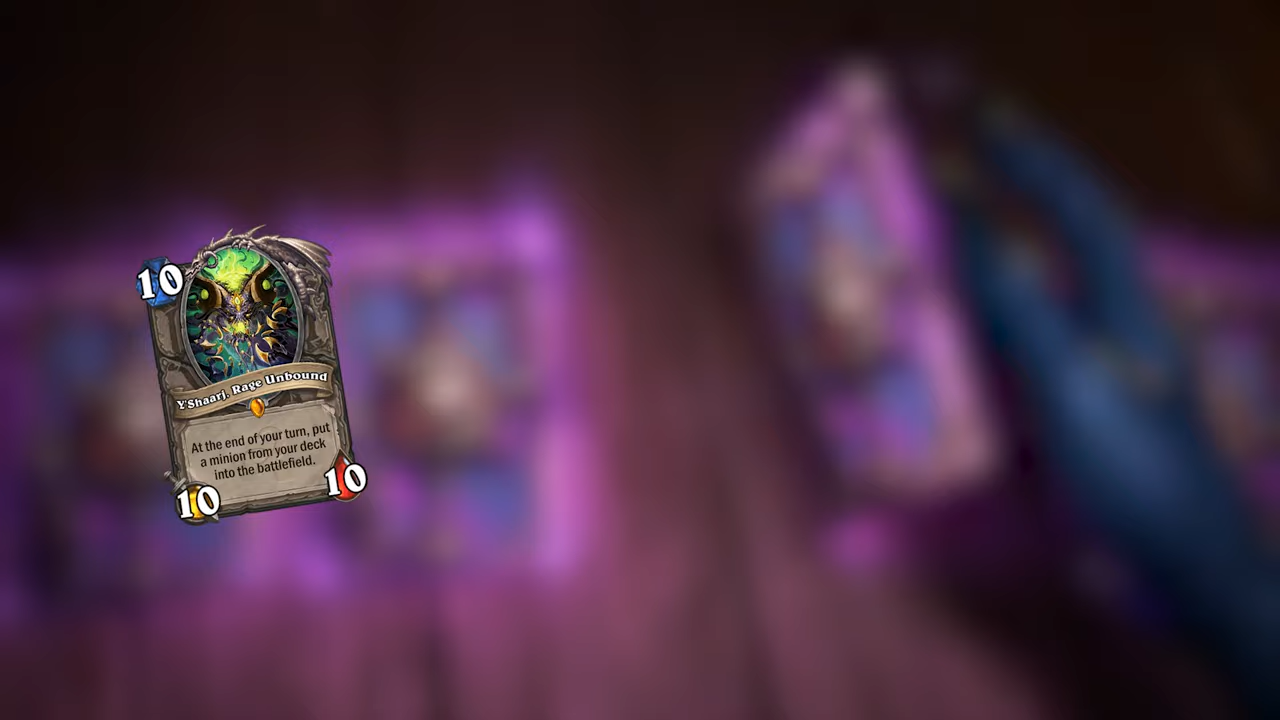 10
Y'Shaarj, Rage Unbound
At the end of your turn, put
a minion from your deck
into the battlefield.
10
10